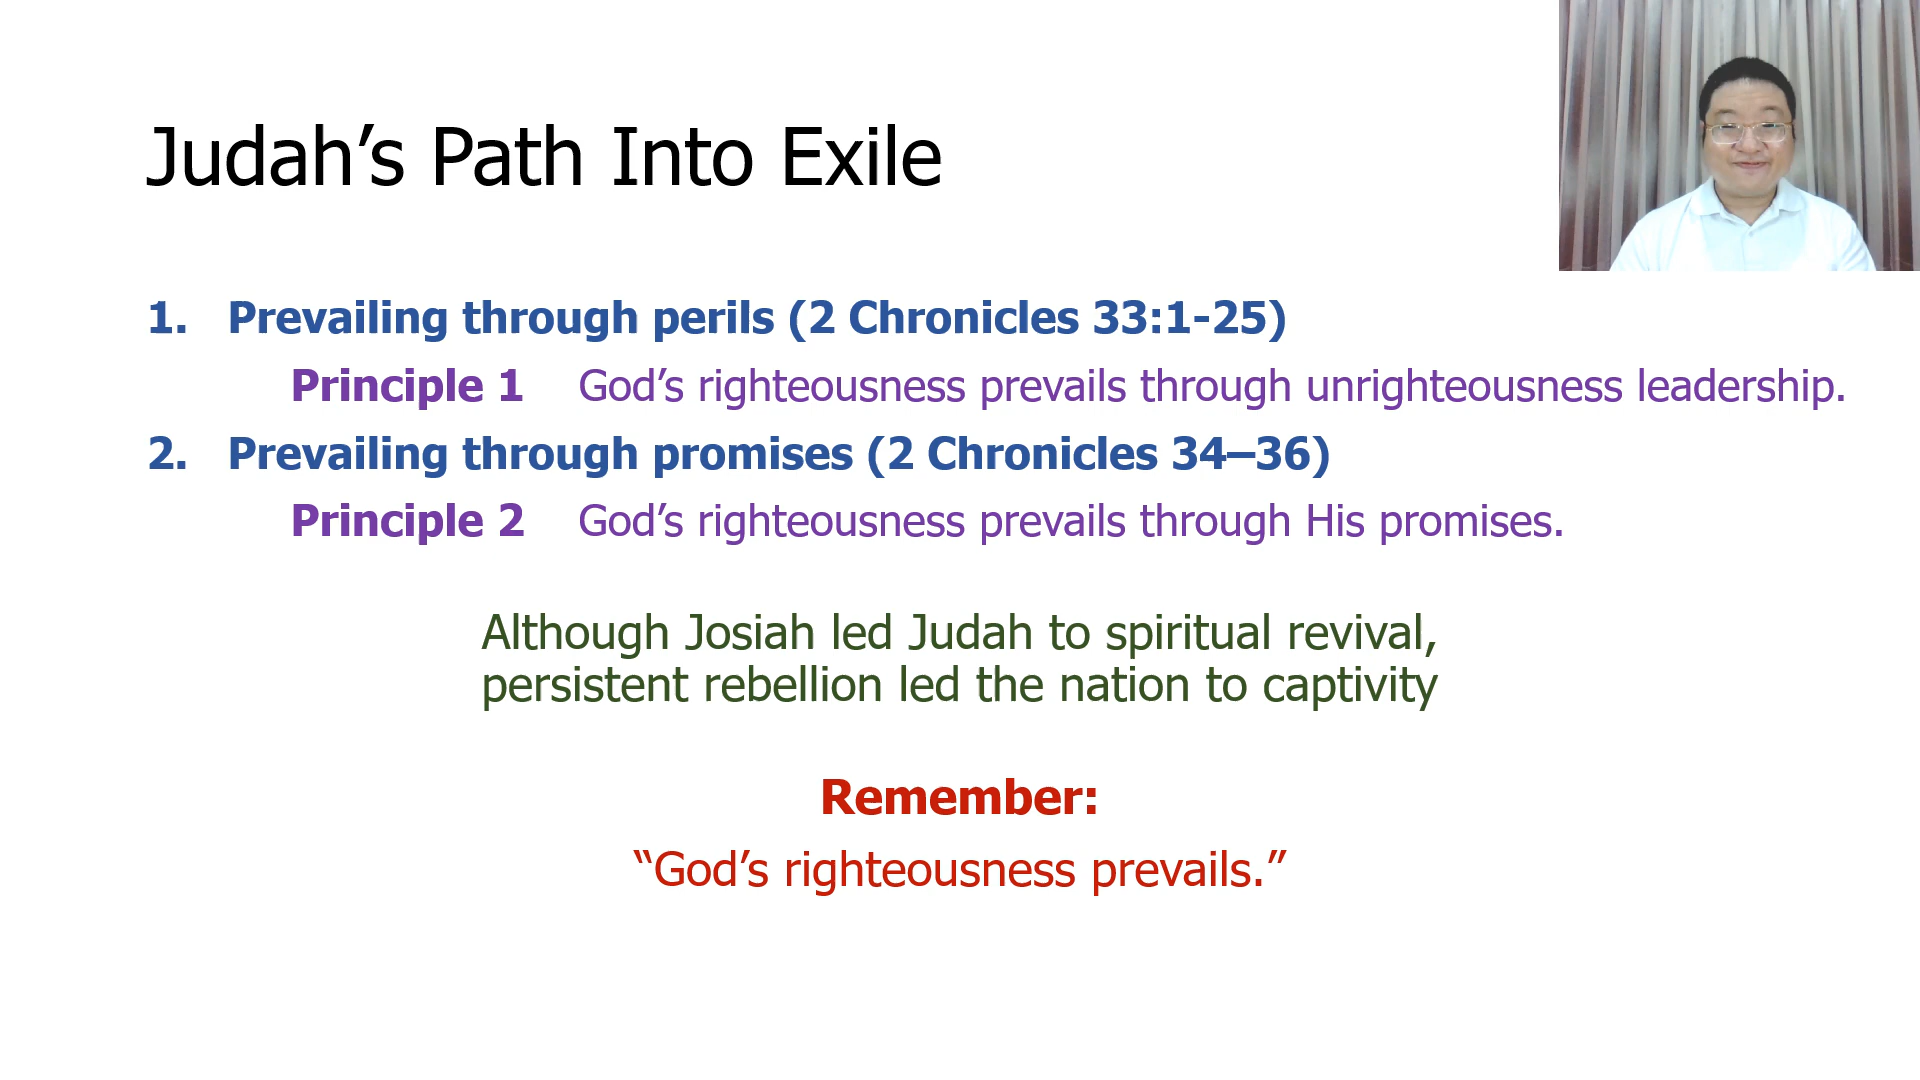 Judah’s Path Into Exile
1. Prevailing through perils (2 Chronicles 33:1-25)
Principle 1 God’s righteousness prevails through unrighteousness leadership.
2. Prevailing through promises (2 Chronicles 34–36)
Principle 2 God’s righteousness prevails through His promises.
Although Josiah led Judah to spiritual revival,
persistent rebellion led the nation to captivity
Remember:
“God’s righteousness prevails.”